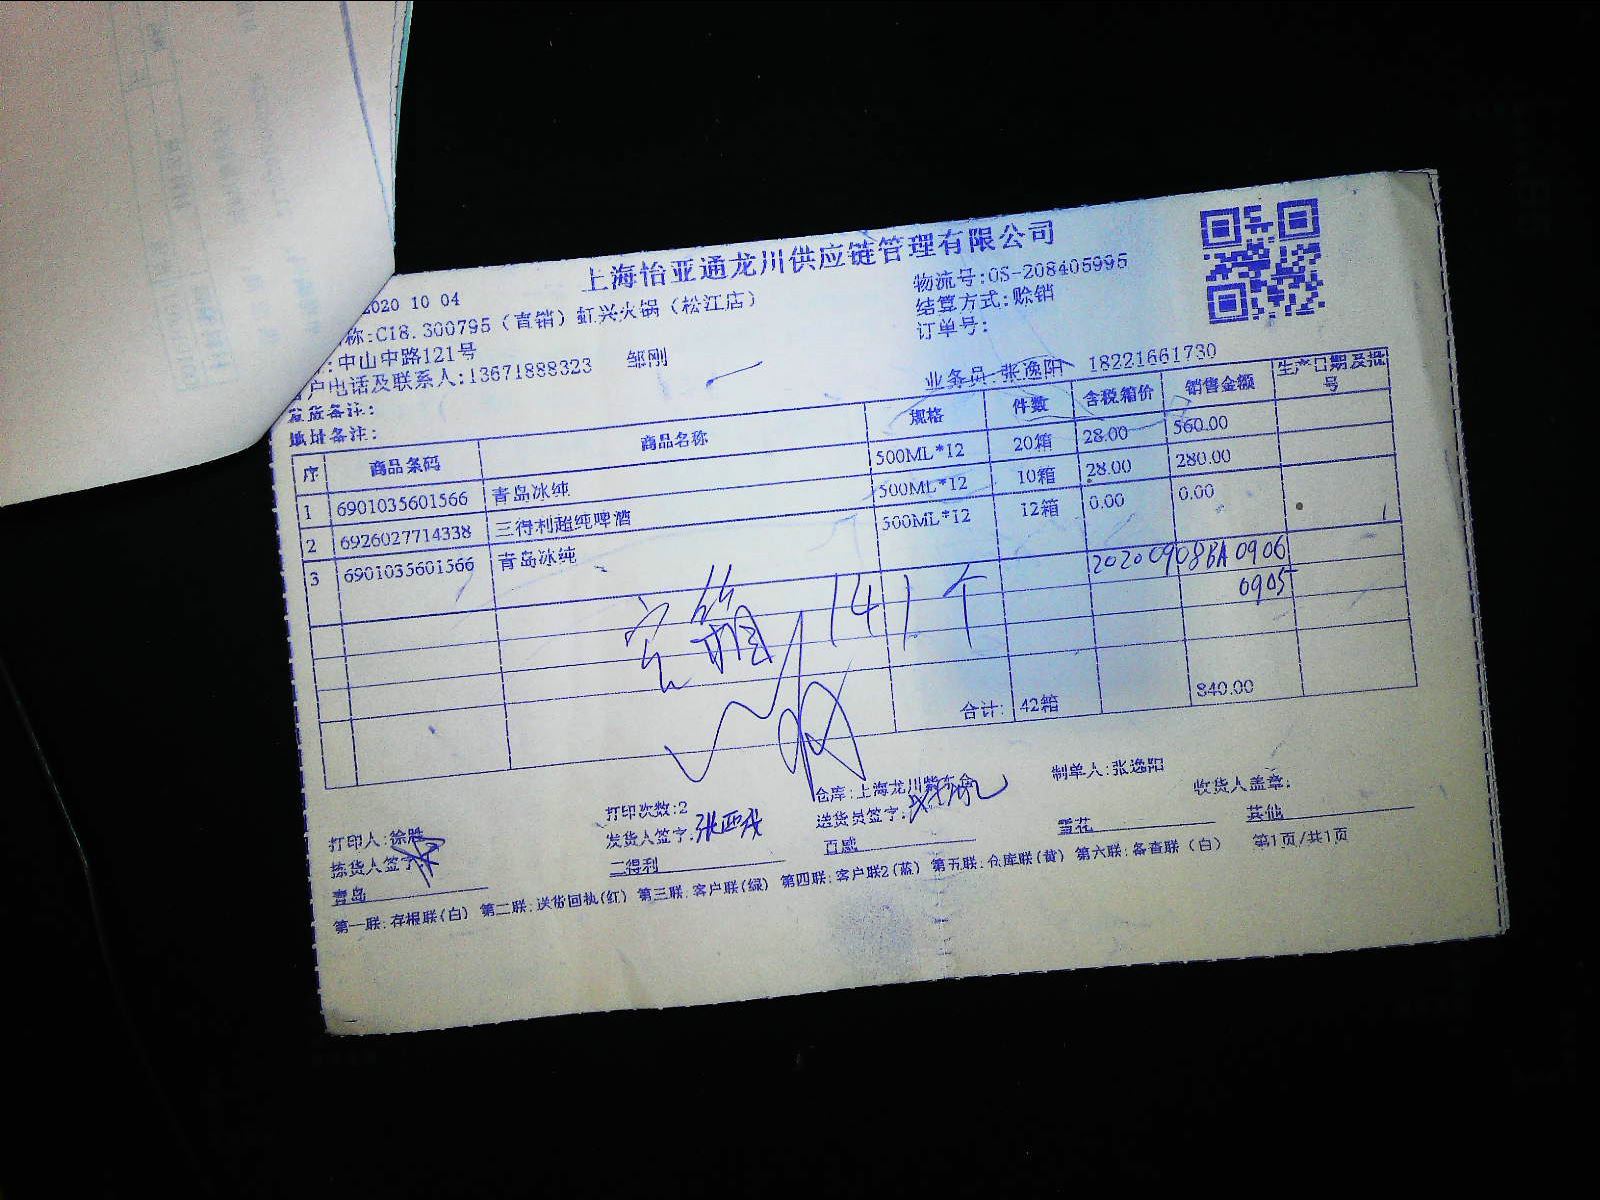 上海怡亚通龙川供应链管理有限公司
2020 10 04
物流号:OS-208405995
称:C18.300795（直销）虹兴火锅（松江店）
结算方式:赊销
:中山中路121号
订单号:
户电话及联系人:13671888323 邹刚
业务员:张逸阳 18221661730
发货备注:
地址备注:
序 商品条码 商品名称 规格 件数 含税箱价 销售金额 生产日期及批号
1 6901035601566 青岛冰纯 500ML*12 20箱 28.00 560.00
2 6926027714338 三得利超纯啤酒 500ML*12 10箱 28.00 280.00
3 6901035601566 青岛冰纯 500ML*12 12箱 0.00 0.00
20200908BA 0906
0905
空箱 141个
合计: 42箱 840.00
打印次数:2 仓库:上海龙川 制单人:张逸阳 收货人盖章:
打印人:徐胜 发货人签字: 送货员签字:
拣货人签字
青岛 三得利 百威 雪花 其他
第一联:存根联(白) 第二联:送货回执(红) 第三联:客户联(绿) 第四联:客户联2(蓝) 第五联:仓库联(黄) 第六联:备查联(白) 第1页/共1页